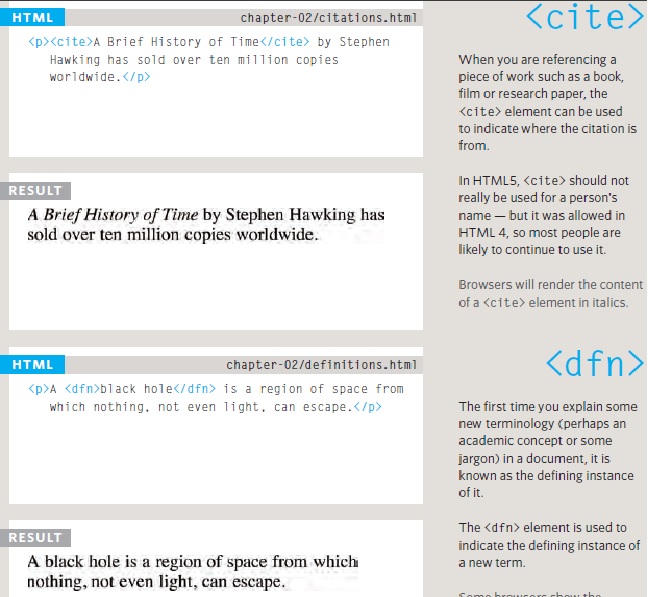 HTML chapter-02/citations.html
<p><cite>A Brief History of Time</cite> by Stephen
Hawking has sold over ten million copies
worldwide.</p>
RESULT
A Brief History of Time by Stephen Hawking has
sold over ten million copies worldwide.
<cite>
When you are referencing a
piece of work such as a book,
film or research paper, the
<cite> element can be used
to indicate where the citation is
from.
In HTML5, <cite> should not
really be used for a person's
name — but it was allowed in
HTML 4, so most people are
likely to continue to use it.
Browsers will render the content
of a <cite> element in italics.
HTML chapter-02/definitions.html
<p>A <dfn>black hole</dfn> is a region of space from
which nothing, not even light, can escape.</p>
RESULT
A black hole is a region of space from which
nothing, not even light, can escape.
<dfn>
The first time you explain some
new terminology (perhaps an
academic concept or some
jargon) in a document, it is
known as the defining instance
of it.
The <dfn> element is used to
indicate the defining instance of
a new term.
Some browsers show the